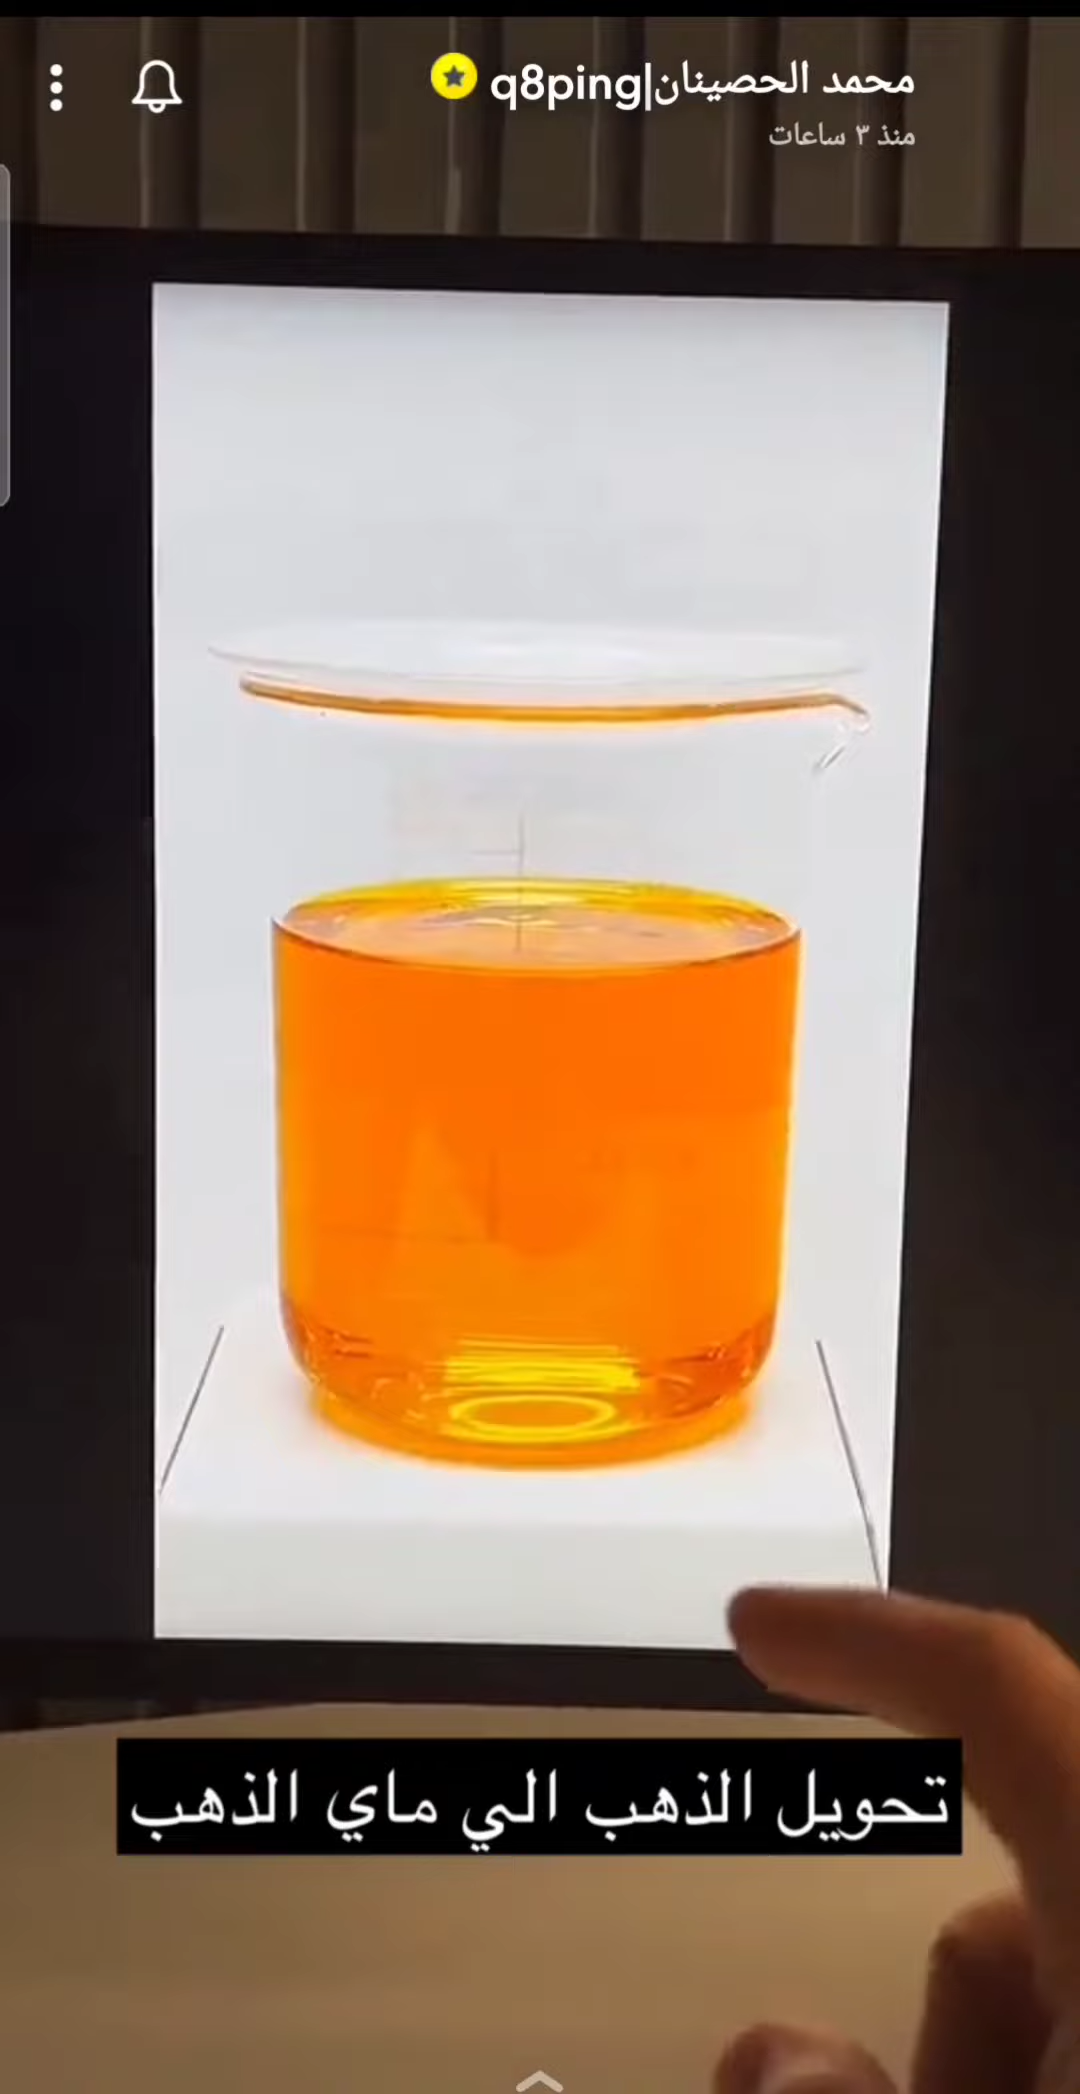 محمد الحصينان|q8ping
منذ ٣ ساعات
تحويل الذهب الي ماي الذهب